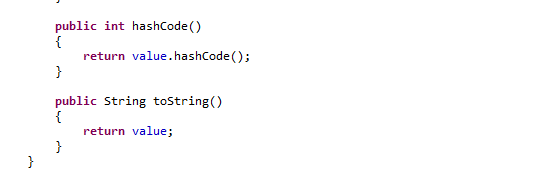 }
public int hashCode()
{
return value.hashCode();
}
public String toString()
{
return value;
}
}